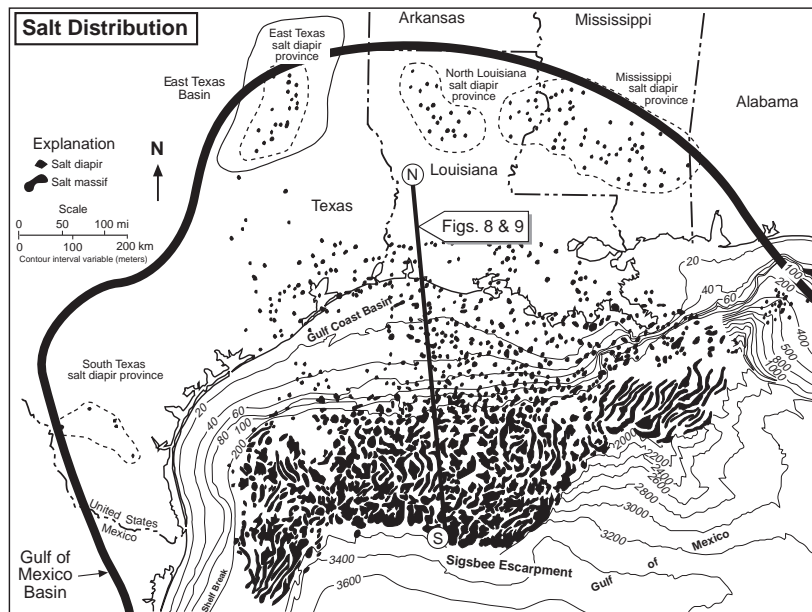 Salt Distribution
Arkansas
Mississippi
East Texas
salt diapir
province
East Texas
Basin
North Louisiana
salt diapir
province
Mississippi
salt diapir
province
Alabama
Explanation
Salt diapir
Salt massif
N
Scale
0 50 100 mi
0 100 200 km
Contour interval variable (meters)
N
Louisiana
Texas
Figs. 8 & 9
20
40
60
100
200
400
500
600
800
1000
Gulf Coast Basin
South Texas
salt diapir province
20
40
60
80
100
200
2000
2200
2400
2600
2800
3000
3200
3400
3600
United States
Mexico
S
Sigsbee Escarpment
Gulf of Mexico
Gulf of
Mexico
Basin
Shelf Break